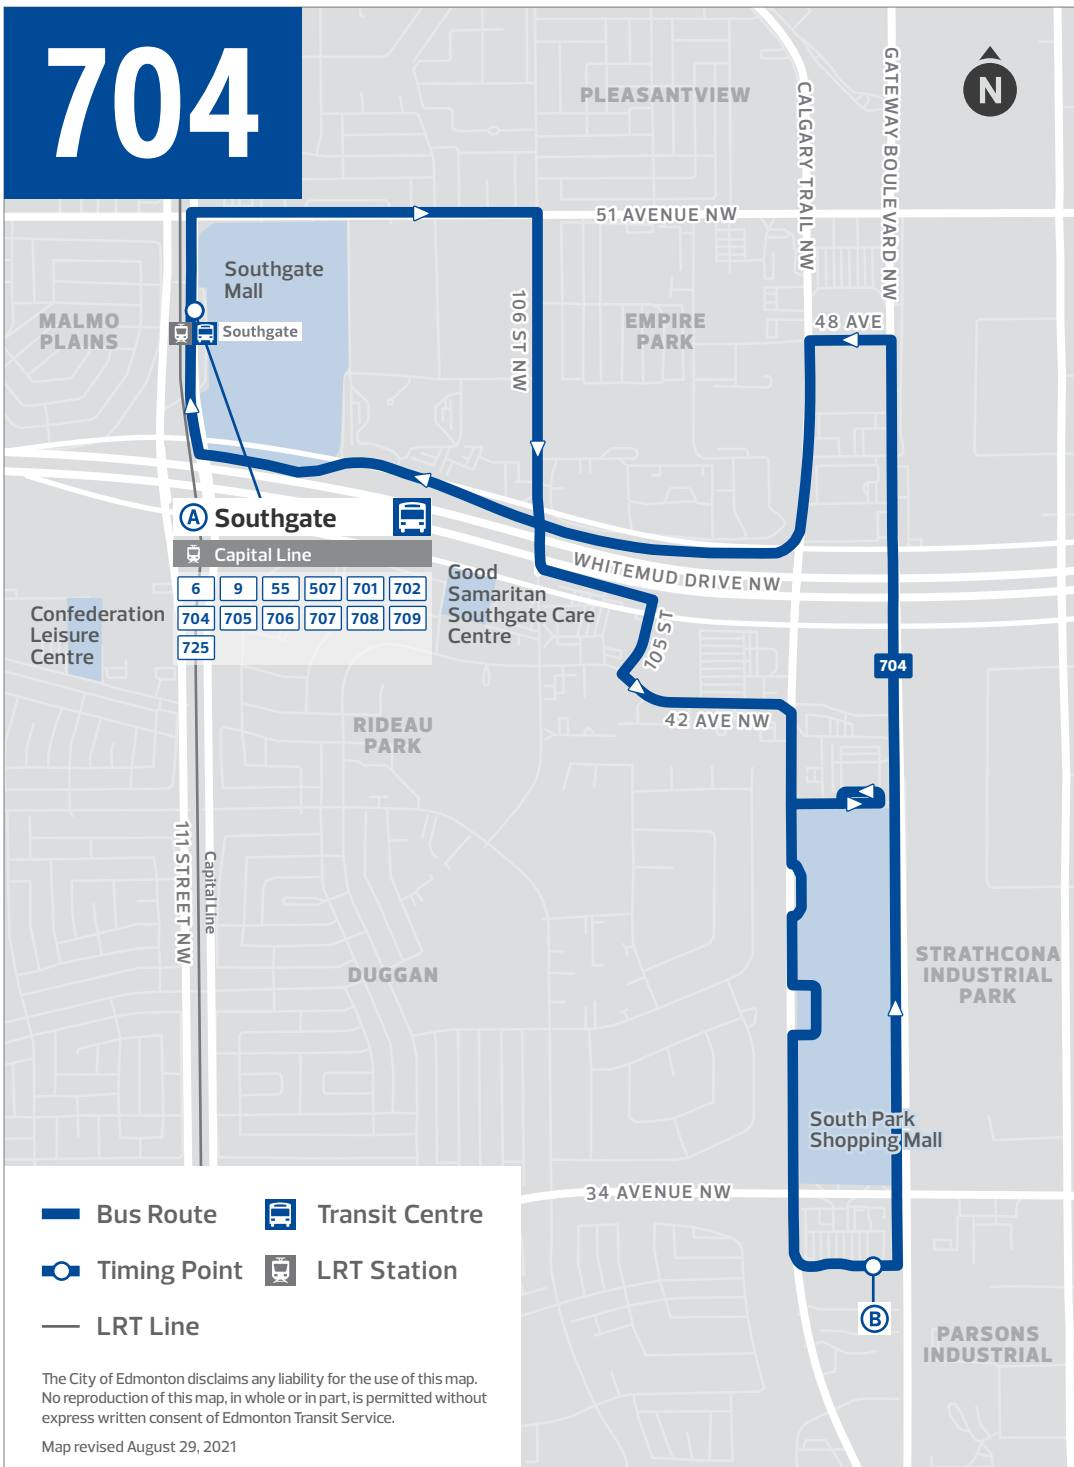 704
N
PLEASANTVIEW
CALGARY TRAIL NW
GATEWAY BOULEVARD NW
51 AVENUE NW
Southgate
Mall
MALMO
PLAINS
Southgate
106 ST NW
EMPIRE
PARK
48 AVE
A Southgate
Capital Line
6 9 55 507 701 702
704 705 706 707 708 709
725
WHITEMUD DRIVE NW
Good
Samaritan
Southgate Care
Centre
Confederation
Leisure
Centre
105 ST
704
42 AVE NW
RIDEAU
PARK
111 STREET NW
Capital Line
DUGGAN
STRATHCONA
INDUSTRIAL
PARK
South Park
Shopping Mall
34 AVENUE NW
B
PARSONS
INDUSTRIAL
Bus Route
Transit Centre
Timing Point
LRT Station
LRT Line
The City of Edmonton disclaims any liability for the use of this map.
No reproduction of this map, in whole or in part, is permitted without
express written consent of Edmonton Transit Service.
Map revised August 29, 2021